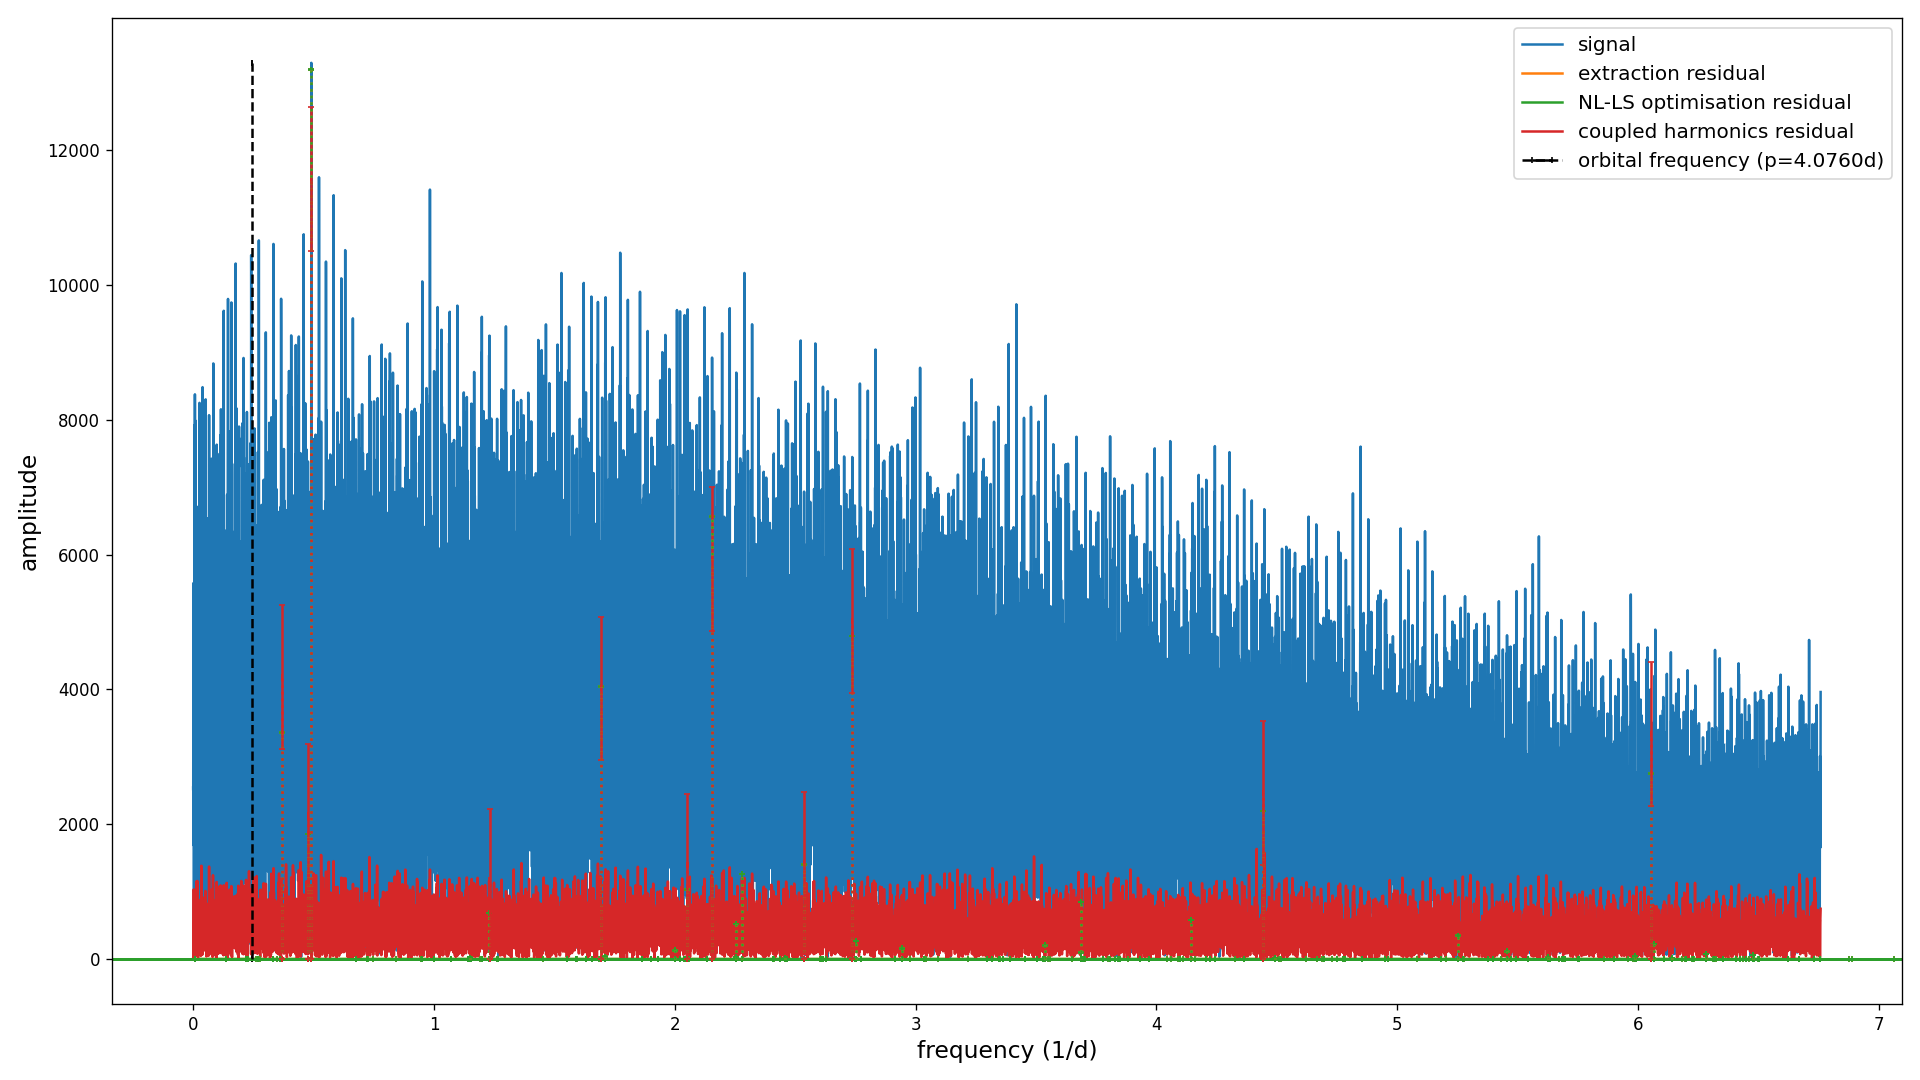 signal
extraction residual
NL-LS optimisation residual
coupled harmonics residual
orbital frequency (p=4.0760d)
amplitude
12000
10000
8000
6000
4000
2000
0
0 1 2 3 4 5 6 7
frequency (1/d)